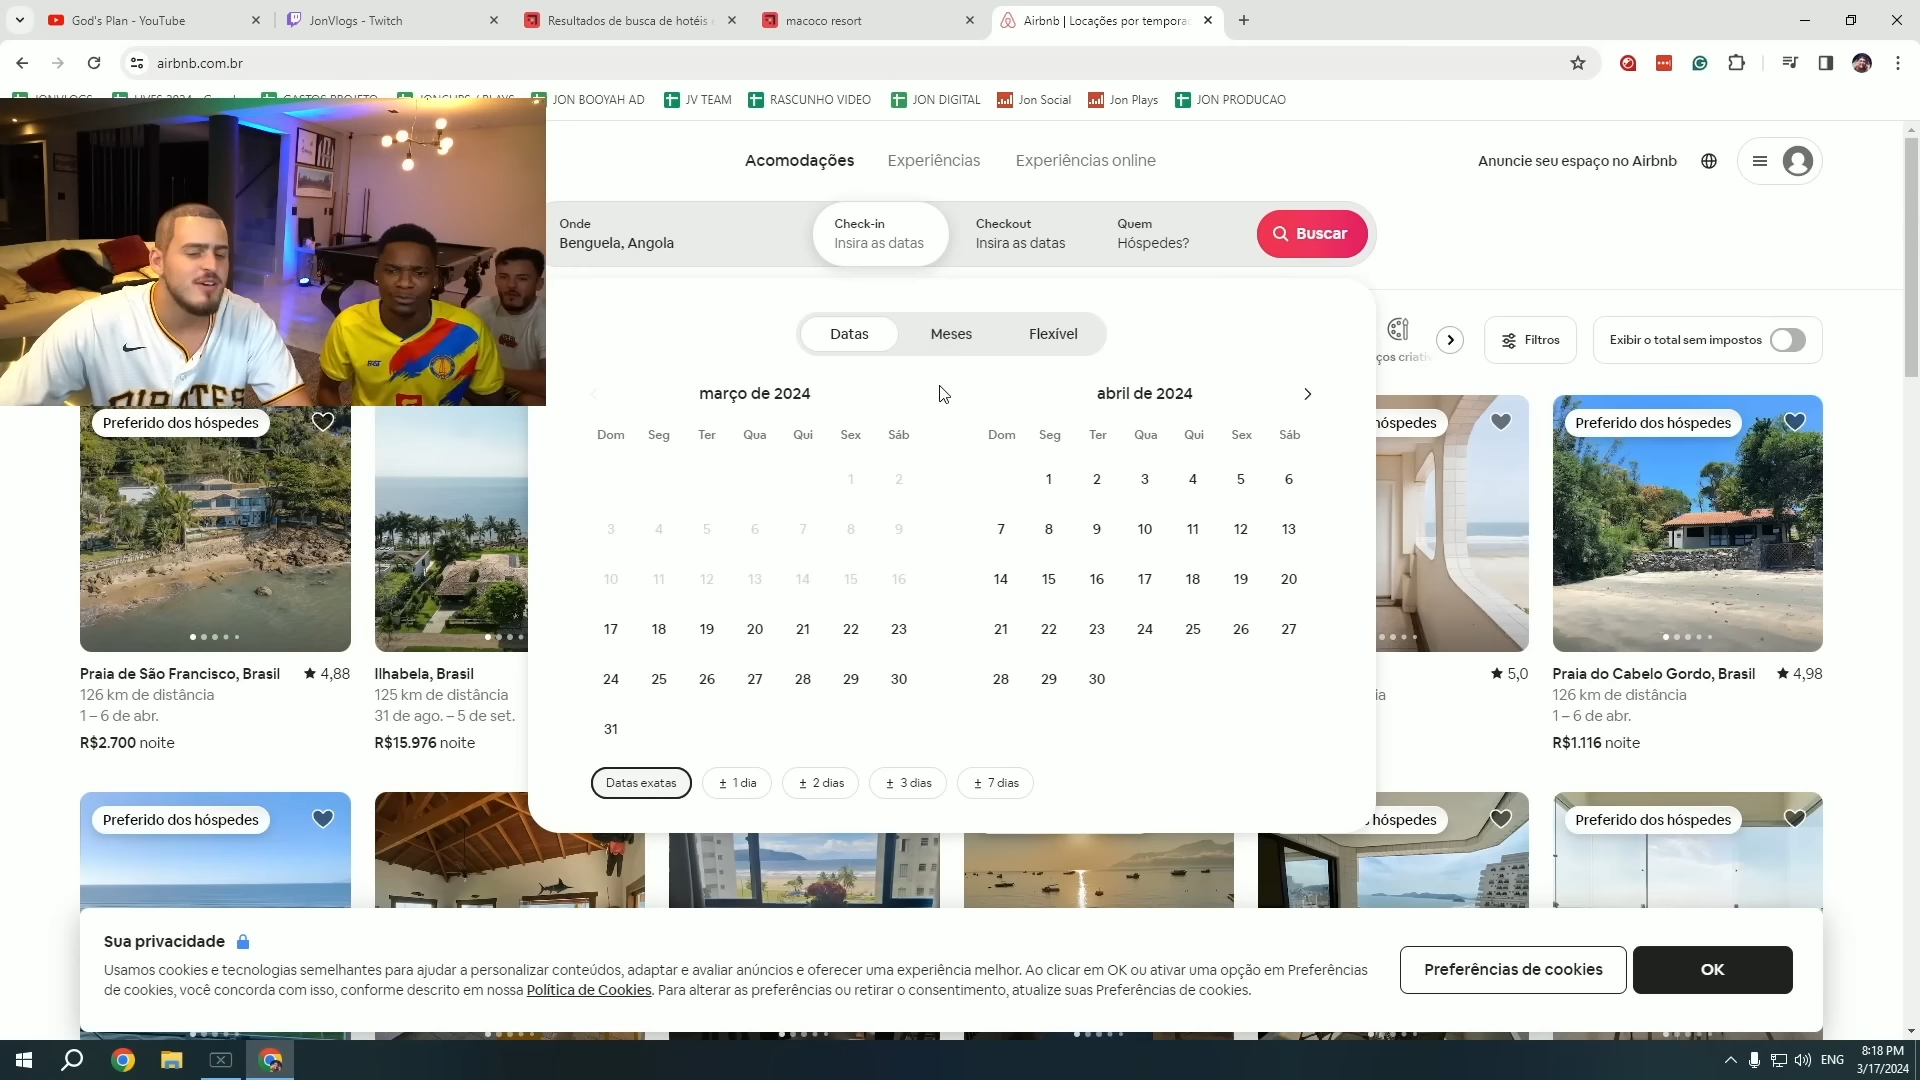 God's Plan - YouTube
JonVlogs - Twitch
Resultados de busca de hotéis e
macoco resort
Airbnb | Locações por tempora
airbnb.com.br
JON BOOYAH AD
JV TEAM
RASCUNHO VIDEO
JON DIGITAL
Jon Social
Jon Plays
JON PRODUCAO
Acomodações
Experiências
Experiências online
Anuncie seu espaço no Airbnb
Onde
Benguela, Angola
Check-in
Insira as datas
Checkout
Insira as datas
Quem
Hóspedes?
Buscar
Datas
Meses
Flexível
ços criativ
Filtros
Exibir o total sem impostos
março de 2024
Dom Seg Ter Qua Qui Sex Sáb
1 2
3 4 5 6 7 8 9
10 11 12 13 14 15 16
17 18 19 20 21 22 23
24 25 26 27 28 29 30
31
abril de 2024
Dom Seg Ter Qua Qui Sex Sáb
1 2 3 4 5 6
7 8 9 10 11 12 13
14 15 16 17 18 19 20
21 22 23 24 25 26 27
28 29 30
Datas exatas
± 1 dia
± 2 dias
± 3 dias
± 7 dias
PIRATES
Preferido dos hóspedes
hóspedes
Preferido dos hóspedes
Praia de São Francisco, Brasil
4,88
126 km de distância
1 – 6 de abr.
R$2.700 noite
Ilhabela, Brasil
125 km de distância
31 de ago. – 5 de set.
R$15.976 noite
5,0
ia
Praia do Cabelo Gordo, Brasil
4,98
126 km de distância
1 – 6 de abr.
R$1.116 noite
Preferido dos hóspedes
hóspedes
Preferido dos hóspedes
Sua privacidade
Usamos cookies e tecnologias semelhantes para ajudar a personalizar conteúdos, adaptar e avaliar anúncios e oferecer uma experiência melhor. Ao clicar em OK ou ativar uma opção em Preferências
de cookies, você concorda com isso, conforme descrito em nossa Política de Cookies. Para alterar as preferências ou retirar o consentimento, atualize suas Preferências de cookies.
Preferências de cookies
OK
ENG
8:18 PM
3/17/2024